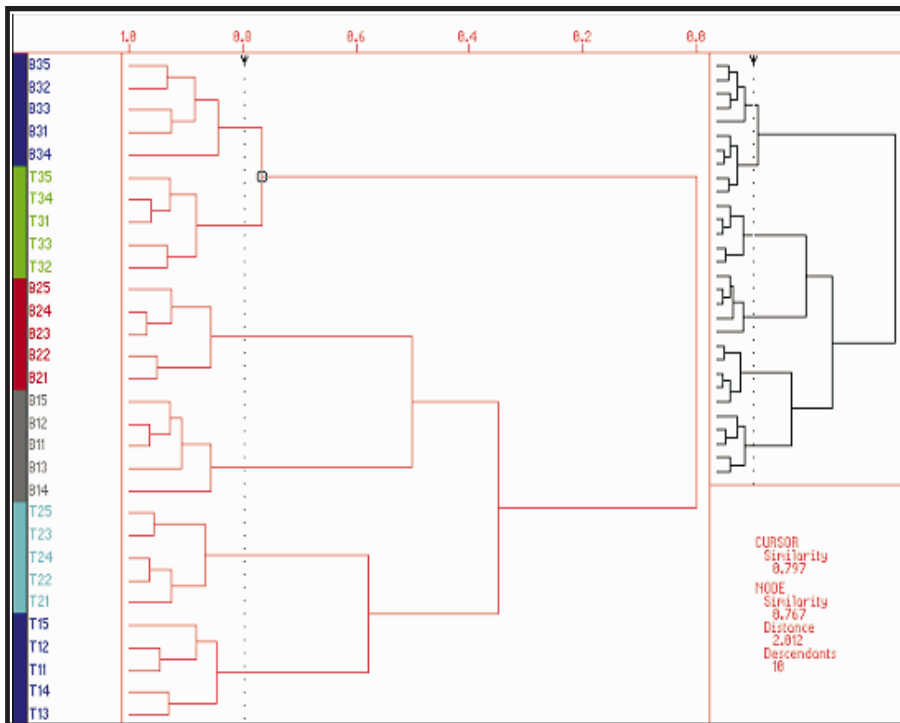 1.0 0.8 0.6 0.4 0.2 0.0
B35
B32
B33
B31
B34
T35
T34
T31
T33
T32
B25
B24
B23
B22
B21
B15
B12
B11
B13
B14
T25
T23
T24
T22
T21
T15
T12
T11
T14
T13
CURSOR
Similarity
0.797
NODE
Similarity
0.767
Distance
2.012
Descendants
10